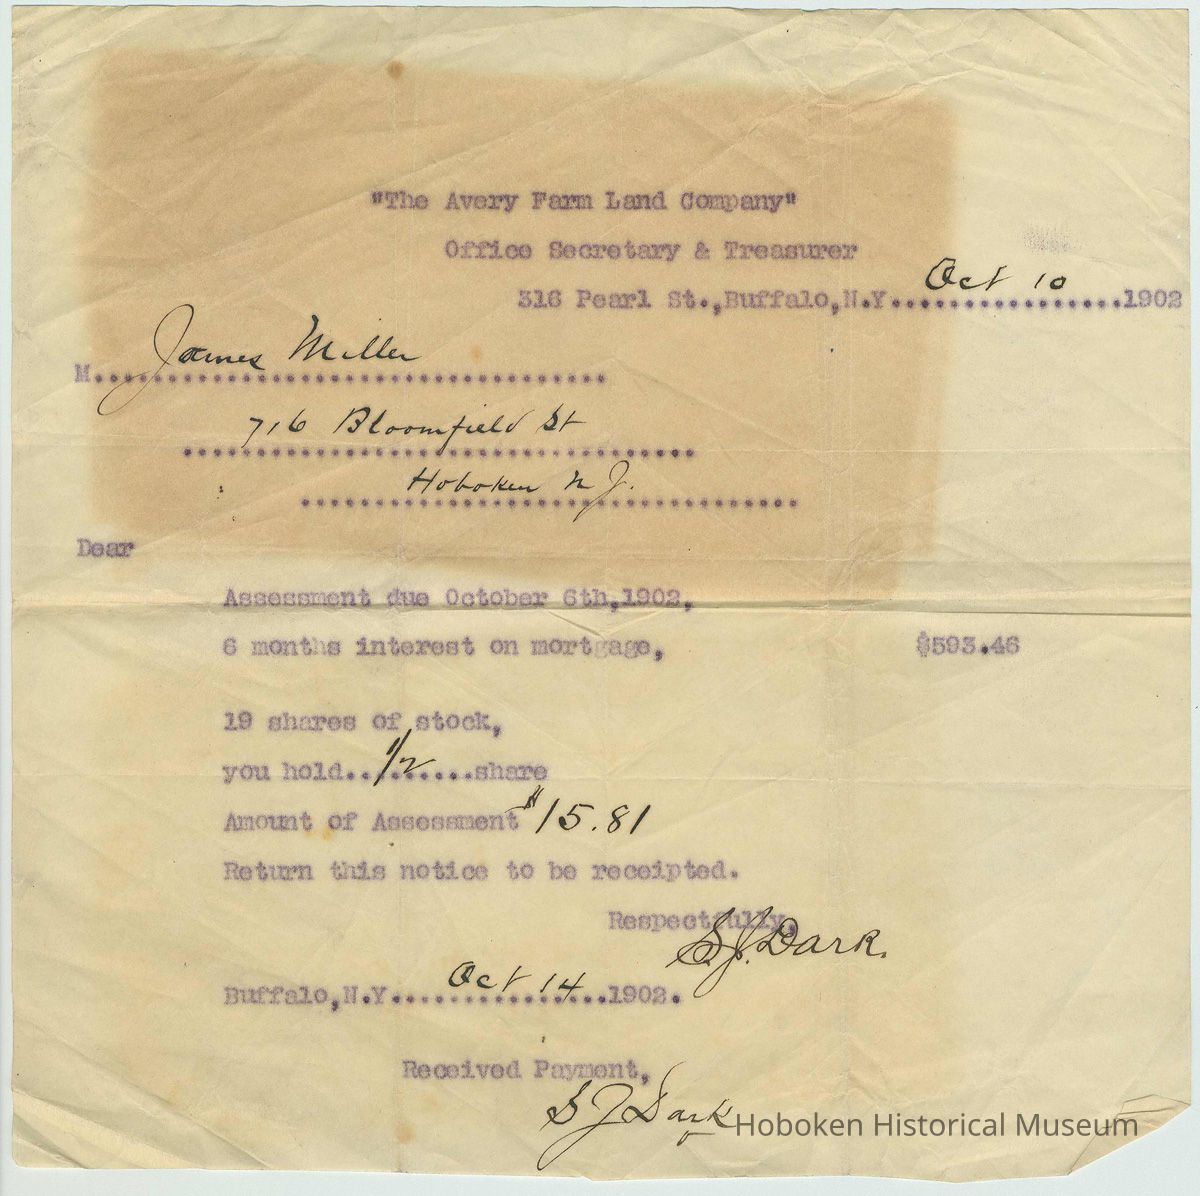 "The Avery Farm Land Company"
Office Secretary & Treasurer
316 Pearl St.,Buffalo,N.Y.....Oct 10.....1902
M.....James Miller.....
716 Bloomfield St
Hoboken N J.
Dear
Assessment due October 6th,1902,
6 months interest on mortgage, $593.46
19 shares of stock,
you hold..1/2.....share
Amount of Assessment $15.81
Return this notice to be receipted.
Respectfully,
S.J. Dark.
Buffalo,N.Y.....Oct 14.....1902.
Received Payment,
S J Dark
Hoboken Historical Museum